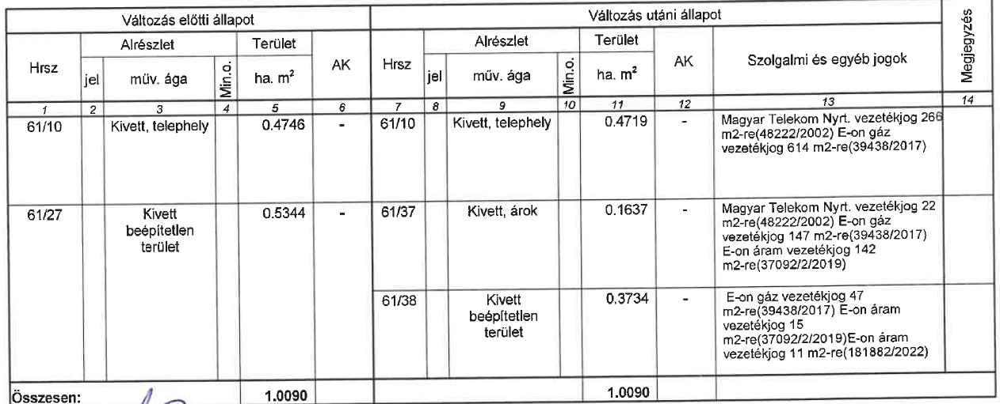 Változás előtti állapot
Változás utáni állapot
Megjegyzés
Hrsz
Alrészlet
Terület
AK
Hrsz
Alrészlet
Terület
AK
Szolgalmi és egyéb jogok
jel
műv. ága
Min.o.
ha. m²
jel
műv. ága
Min.o.
ha. m²
1 2 3 4 5 6 7 8 9 10 11 12 13 14
61/10 Kivett, telephely 0.4746 - 61/10 Kivett, telephely 0.4719 - Magyar Telekom Nyrt. vezetékjog 266
m2-re(48222/2002) E-on gáz
vezetékjog 614 m2-re(39438/2017)
61/27 Kivett 0.5344 - 61/37 Kivett, árok 0.1637 - Magyar Telekom Nyrt. vezetékjog 22
beépítetlen
terület
m2-re(48222/2002) E-on gáz
vezetékjog 147 m2-re(39438/2017)
E-on áram vezetékjog 142
m2-re(37092/2/2019)
61/38 Kivett 0.3734 - E-on gáz vezetékjog 47
beépítetlen
terület
m2-re(39438/2017) E-on áram
vezetékjog 15
m2-re(37092/2/2019)E-on áram
vezetékjog 11 m2-re(181882/2022)
Összesen: 1.0090 1.0090